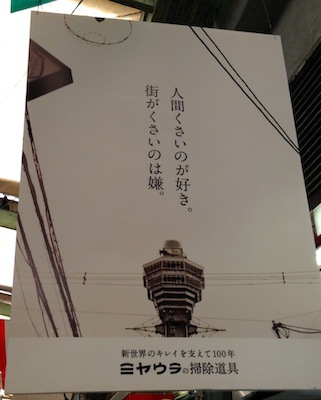 人間くさいのが好き。
街がくさいのは嫌。
新世界のキレイを支えて100年
ミヤウラの掃除道具